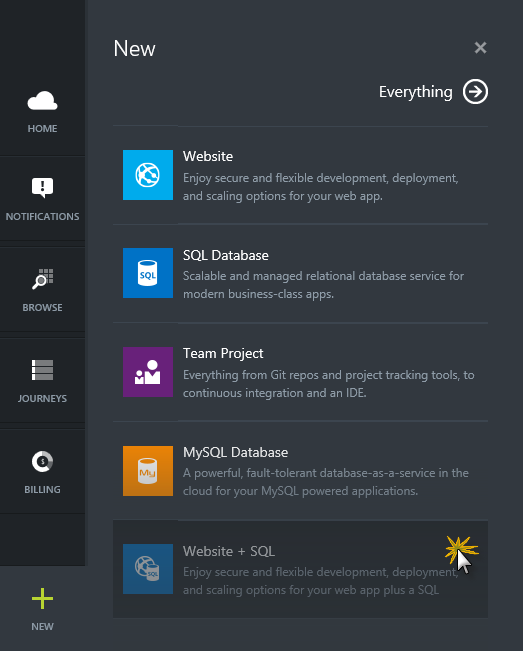 New
Everything
HOME
NOTIFICATIONS
BROWSE
JOURNEYS
BILLING
NEW
Website
Enjoy secure and flexible development, deployment,
and scaling options for your web app.
SQL Database
SQL
Scalable and managed relational database service for
modern business-class apps.
Team Project
Everything from Git repos and project tracking tools, to
continuous integration and an IDE.
MySQL Database
My
A powerful, fault-tolerant database-as-a-service in the
cloud for your MySQL powered applications.
Website + SQL
SQL
Enjoy secure and flexible development, deployment,
and scaling options for your web app plus a SQL